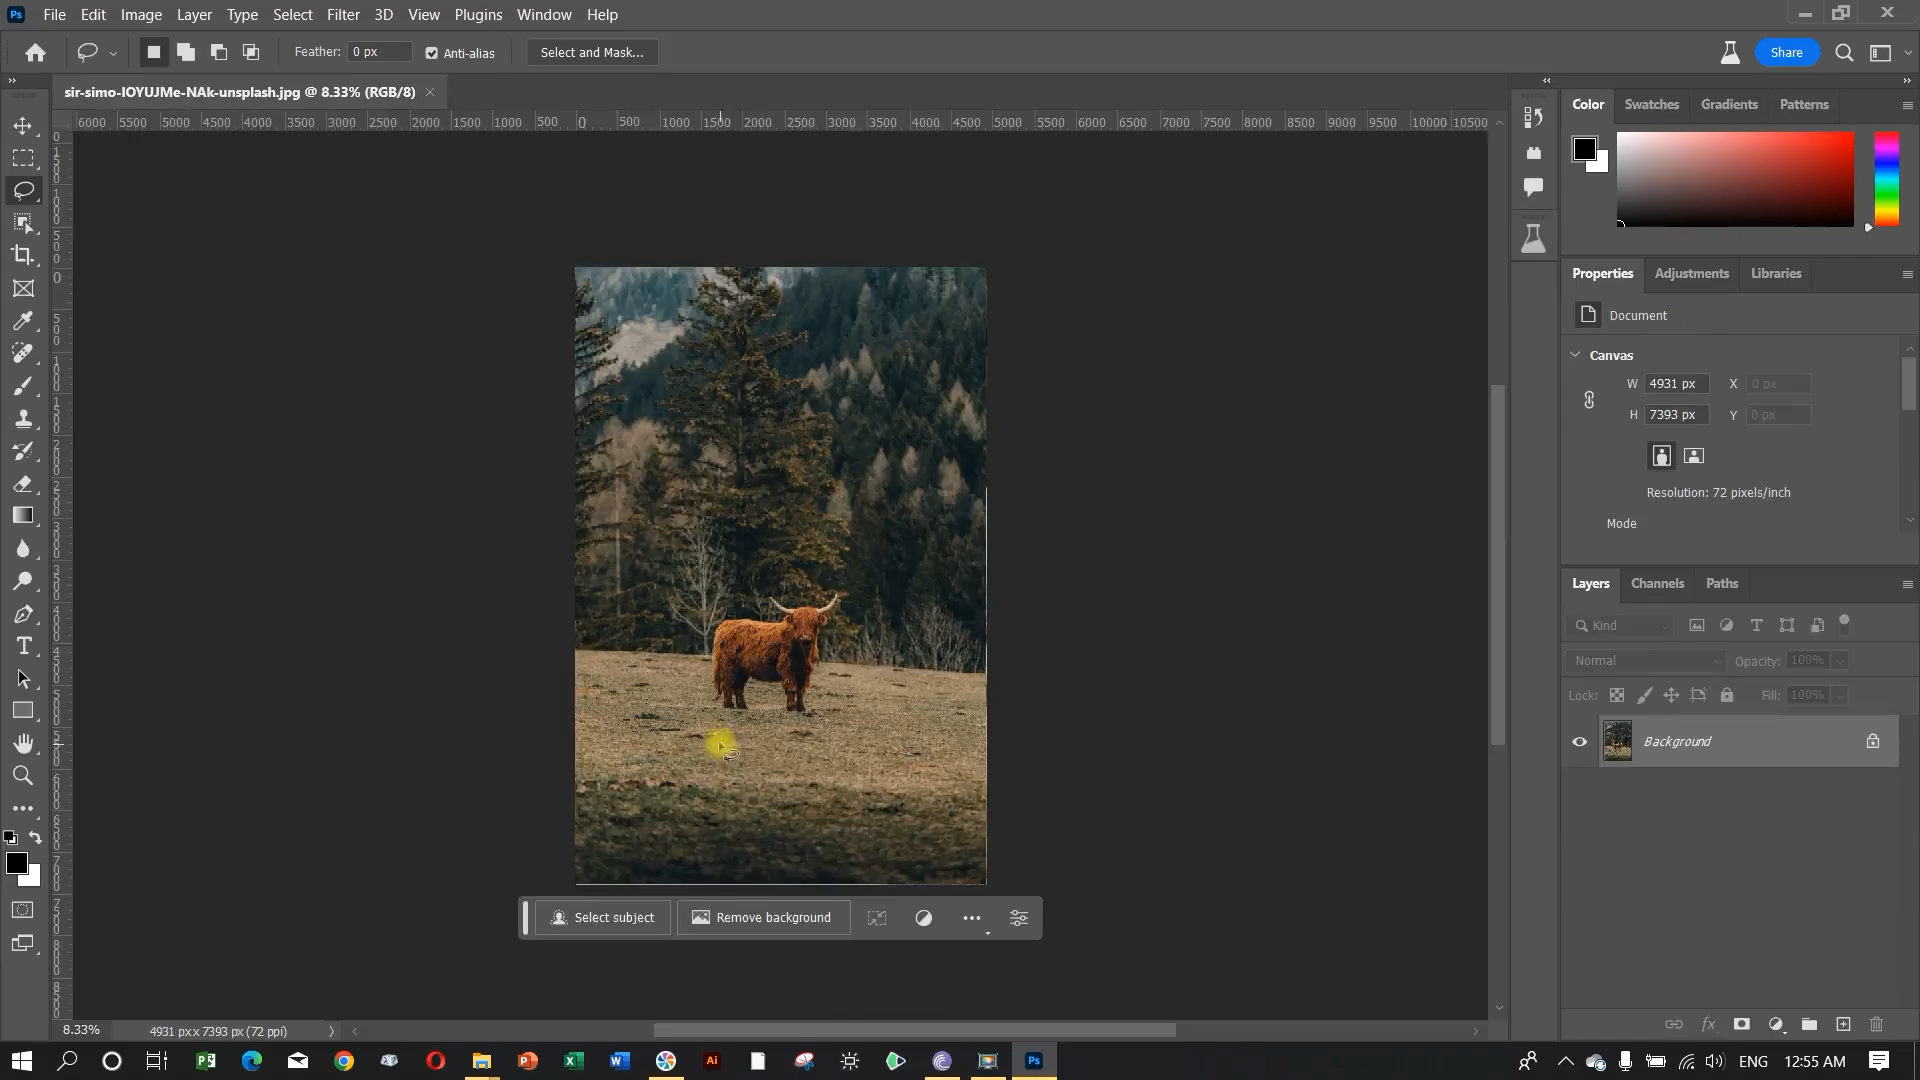 Ps File Edit Image Layer Type Select Filter 3D View Plugins Window Help
Feather: 0 px Anti-alias Select and Mask... Share
sir-simo-IOYUJMe-NAk-unsplash.jpg @ 8.33% (RGB/8)
6000 5500 5000 4500 4000 3500 3000 2500 2000 1500 1000 500 0 500 1000 1500 2000 2500 3000 3500 4000 4500 5000 5500 6000 6500 7000 7500 8000 8500 9000 9500 10000 10500
Color Swatches Gradients Patterns
Properties Adjustments Libraries
Document
Canvas
W 4931 px X 0 px
H 7393 px Y 0 px
Resolution: 72 pixels/inch
Mode
Layers Channels Paths
Kind
Normal Opacity: 100%
Lock: Fill: 100%
Background
Select subject Remove background
8.33% 4931 px x 7393 px (72 ppi)
ENG 12:55 AM